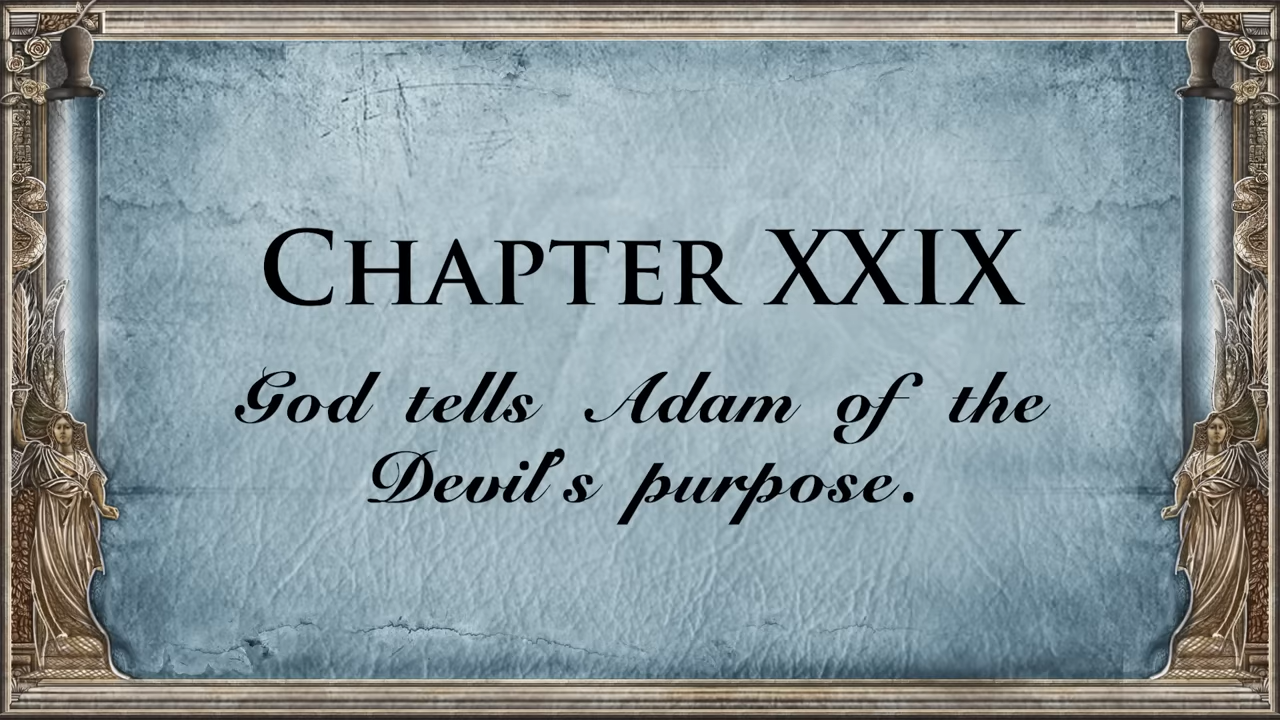 Chapter XXIX
God tells Adam of the
Devil's purpose.